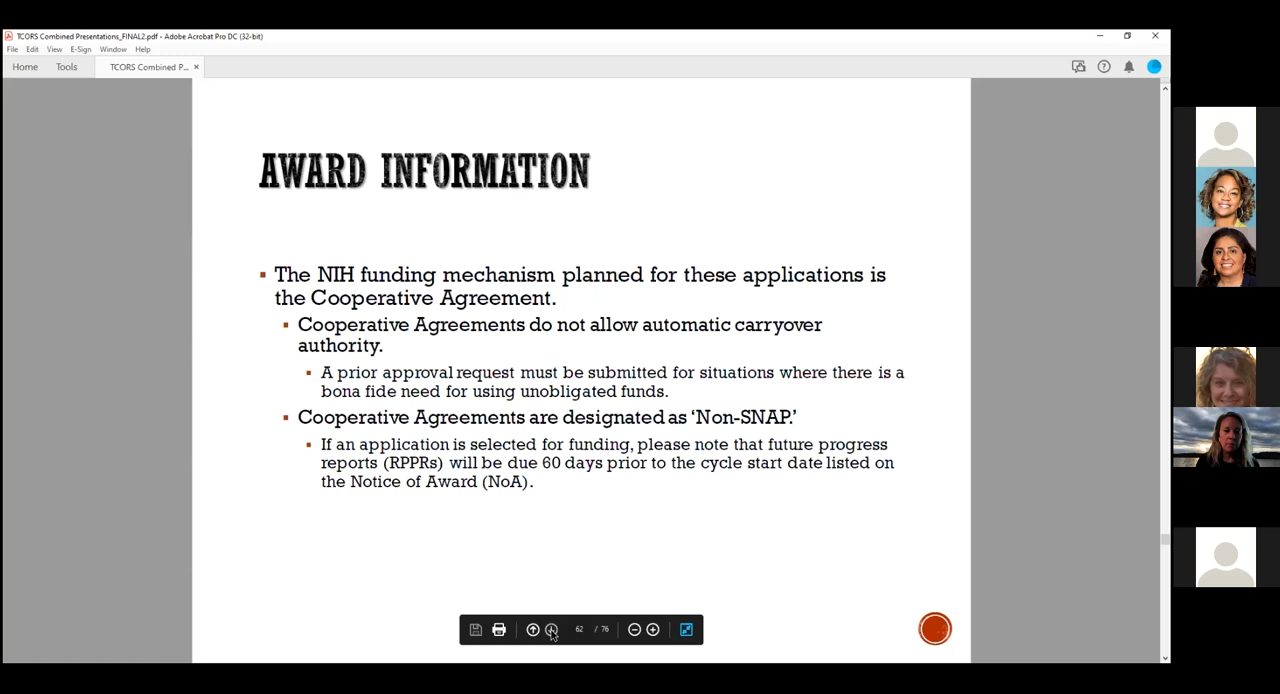 TCORS Combined Presentations_FINAL2.pdf - Adobe Acrobat Pro DC (32-bit)
File Edit View E-Sign Window Help
Home Tools TCORS Combined P... ×
AWARD INFORMATION
▪ The NIH funding mechanism planned for these applications is
the Cooperative Agreement.
▪ Cooperative Agreements do not allow automatic carryover
authority.
▪ A prior approval request must be submitted for situations where there is a
bona fide need for using unobligated funds.
▪ Cooperative Agreements are designated as ‘Non-SNAP.’
▪ If an application is selected for funding, please note that future progress
reports (RPPRs) will be due 60 days prior to the cycle start date listed on
the Notice of Award (NoA).
62 / 76